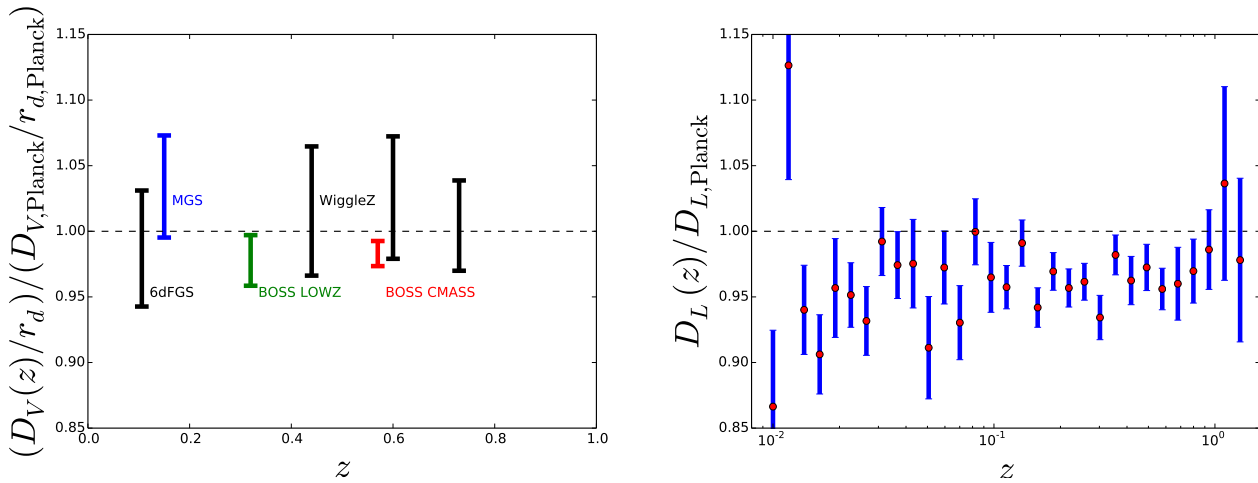 (D_V(z)/r_d)/(D_{V,Planck}/r_{d,Planck})
1.15
1.10
1.05
1.00
0.95
0.90
0.85
MGS
WiggleZ
6dFGS
BOSS LOWZ
BOSS CMASS
0.0
0.2
0.4
0.6
0.8
1.0
z
D_L(z)/D_{L,Planck}
1.15
1.10
1.05
1.00
0.95
0.90
0.85
10^{-2}
10^{-1}
10^{0}
z